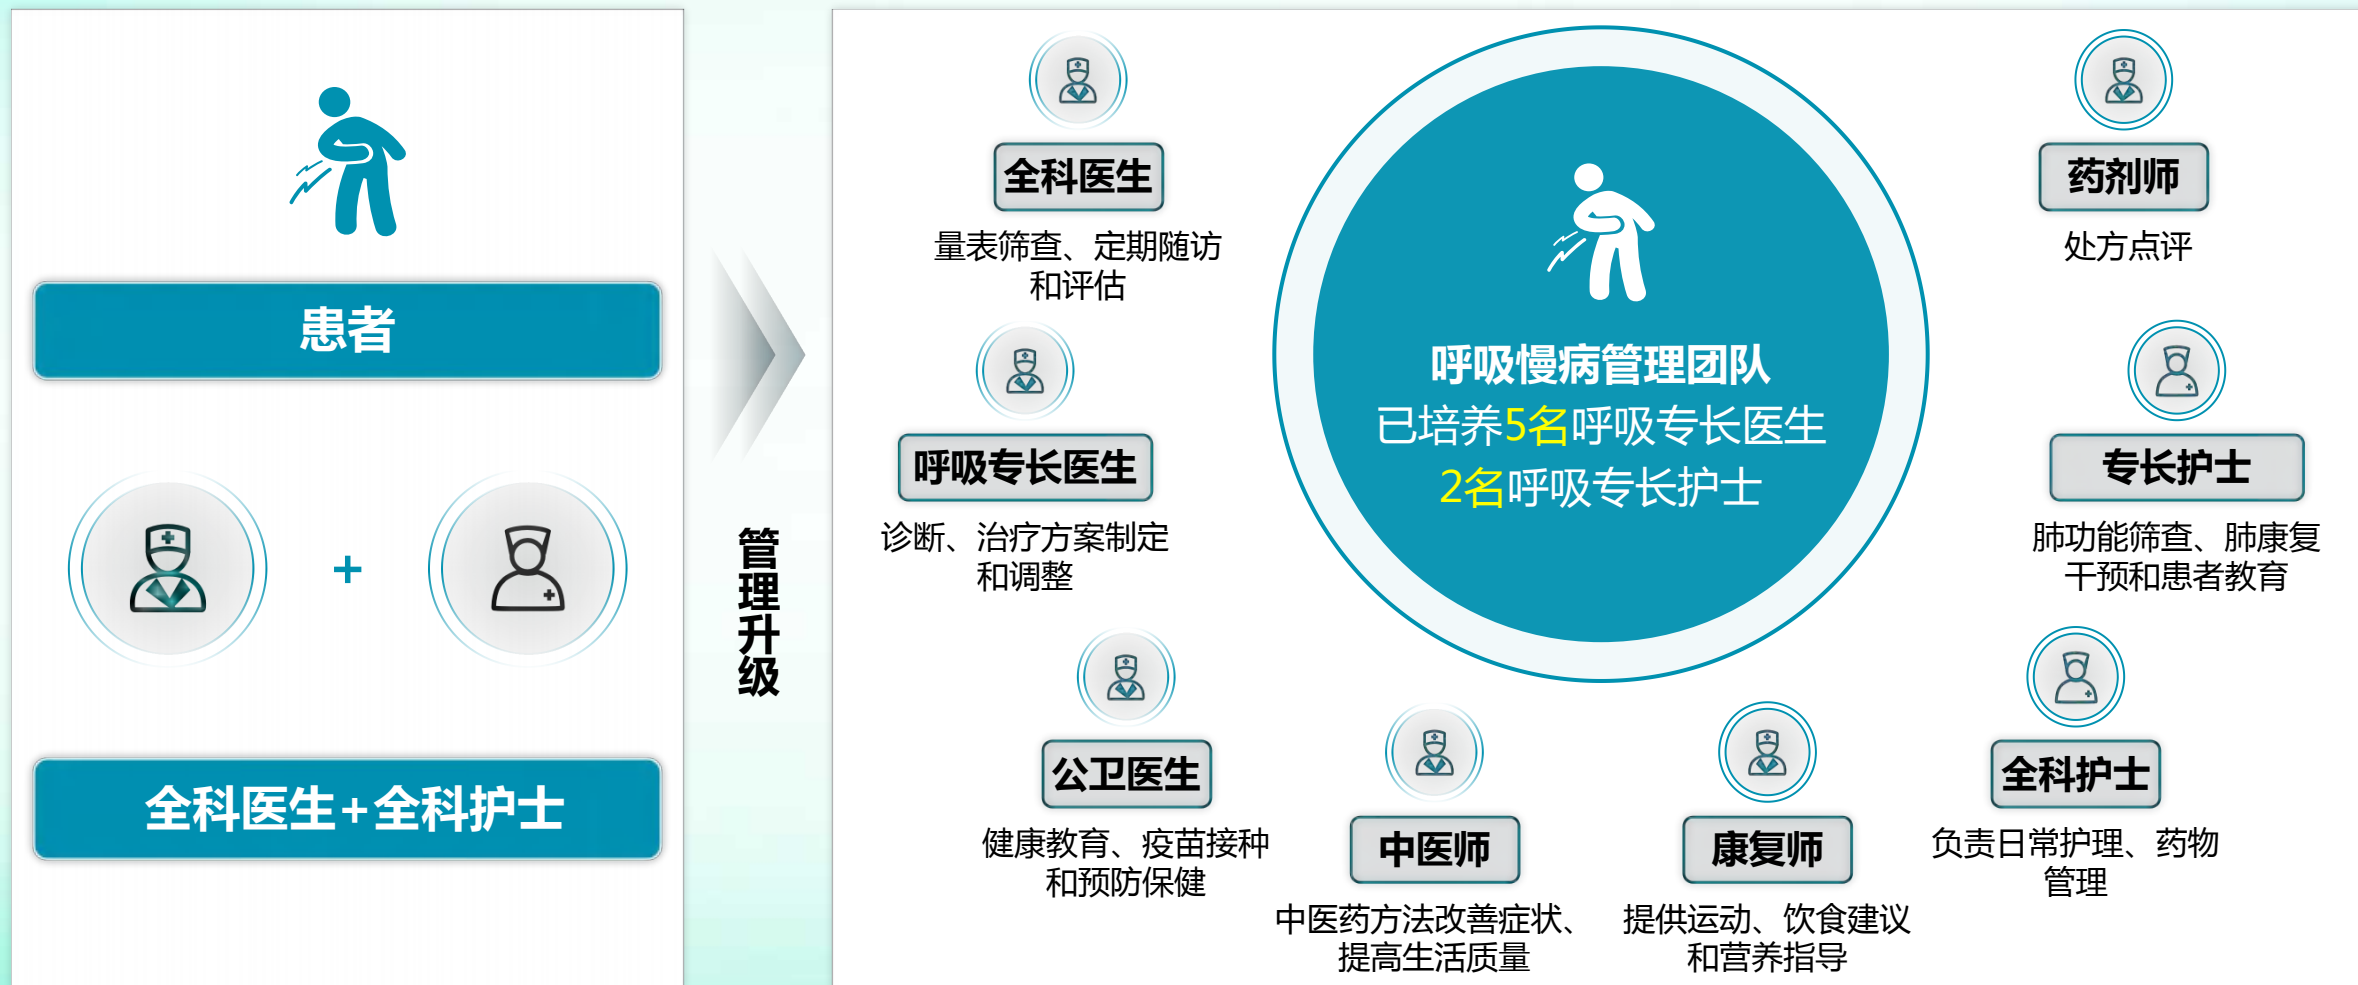 患者
+
全科医生+全科护士
管理升级
全科医生
量表筛查、定期随访
和评估
呼吸专长医生
诊断、治疗方案制定
和调整
公卫医生
健康教育、疫苗接种
和预防保健
呼吸慢病管理团队
已培养5名呼吸专长医生
2名呼吸专长护士
中医师
中医药方法改善症状、
提高生活质量
康复师
提供运动、饮食建议
和营养指导
药剂师
处方点评
专长护士
肺功能筛查、肺康复
干预和患者教育
全科护士
负责日常护理、药物
管理